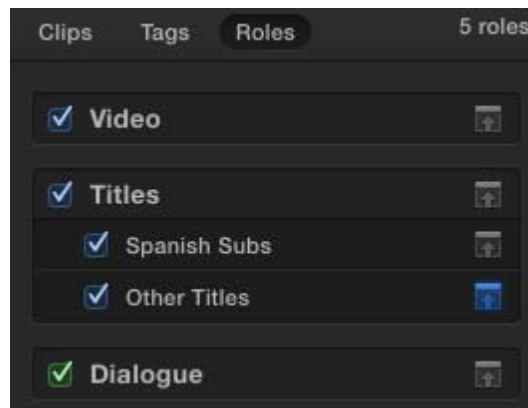 Clips Tags Roles 5 roles
Video
Titles
Spanish Subs
Other Titles
Dialogue